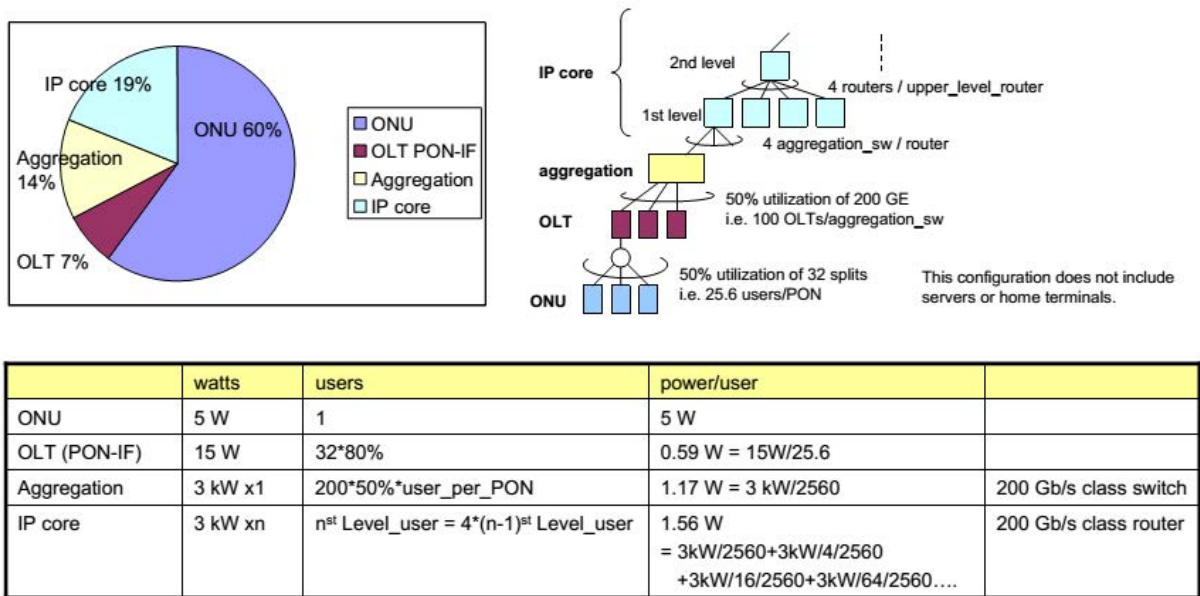 IP core 19%
ONU 60%
Aggregation
14%
OLT 7%
ONU
OLT PON-IF
Aggregation
IP core
IP core
2nd level
4 routers / upper_level_router
1st level
4 aggregation_sw / router
aggregation
50% utilization of 200 GE
i.e. 100 OLTs/aggregation_sw
OLT
50% utilization of 32 splits
i.e. 25.6 users/PON
ONU
This configuration does not include
servers or home terminals.
watts users power/user
ONU 5 W 1 5 W
OLT (PON-IF) 15 W 32*80% 0.59 W = 15W/25.6
Aggregation 3 kW x1 200*50%*user_per_PON 1.17 W = 3 kW/2560 200 Gb/s class switch
IP core 3 kW xn nˢᵗ Level_user = 4*(n-1)ˢᵗ Level_user 1.56 W 200 Gb/s class router
= 3kW/2560+3kW/4/2560
+3kW/16/2560+3kW/64/2560….